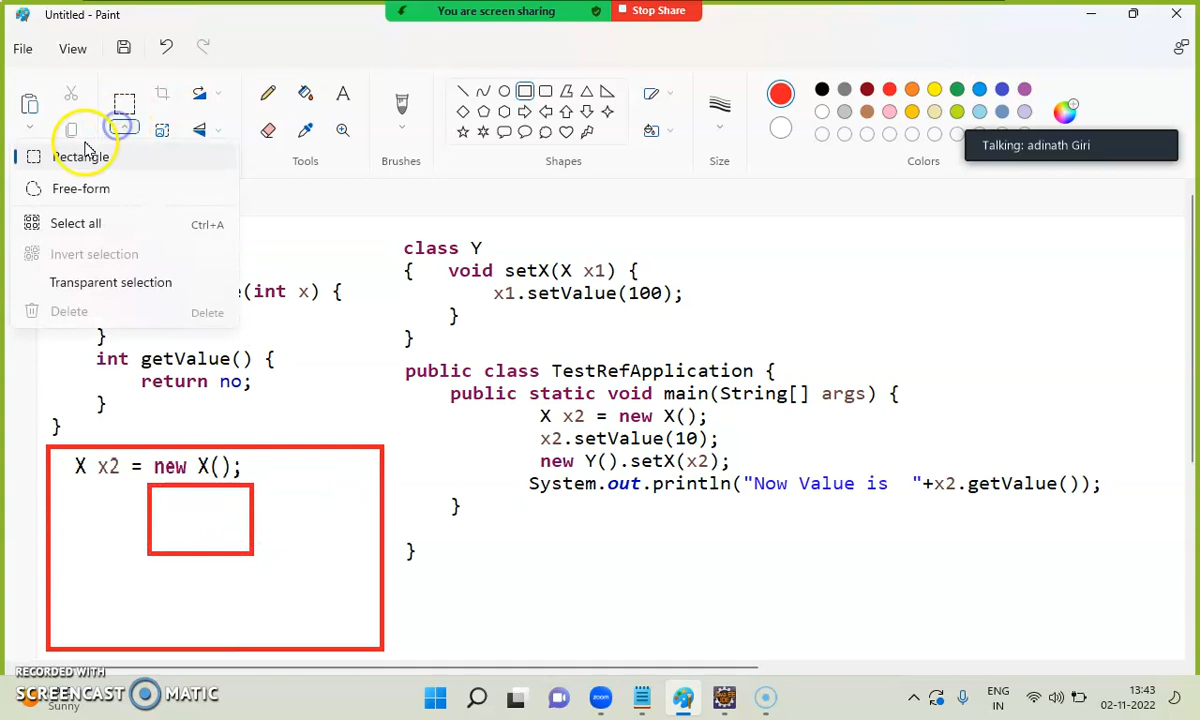 Untitled - Paint
You are screen sharing
Stop Share
File View
Tools
Brushes
Shapes
Size
Colors
Talking: adinath Giri
Rectangle
Free-form
Select all Ctrl+A
Invert selection
Transparent selection
Delete Delete
(int x) {
}
int getValue() {
return no;
}
}
X x2 = new X();
class Y
{ void setX(X x1) {
x1.setValue(100);
}
}
public class TestRefApplication {
public static void main(String[] args) {
X x2 = new X();
x2.setValue(10);
new Y().setX(x2);
System.out.println("Now Value is "+x2.getValue());
}
}
RECORDED WITH
SCREENCAST MATIC
Sunny
zoom
ENG
IN
13:43
02-11-2022